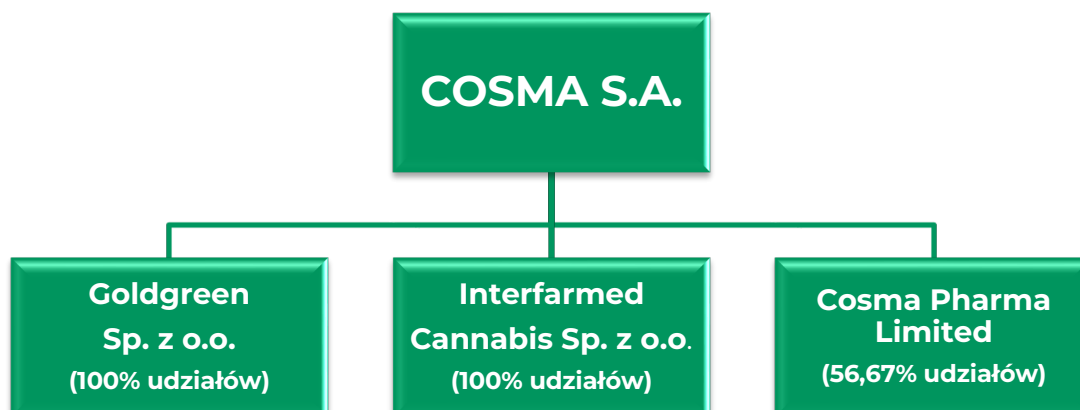 COSMA S.A.
Goldgreen
Sp. z o.o.
(100% udziałów)
Interfarmed
Cannabis Sp. z o.o.
(100% udziałów)
Cosma Pharma
Limited
(56,67% udziałów)